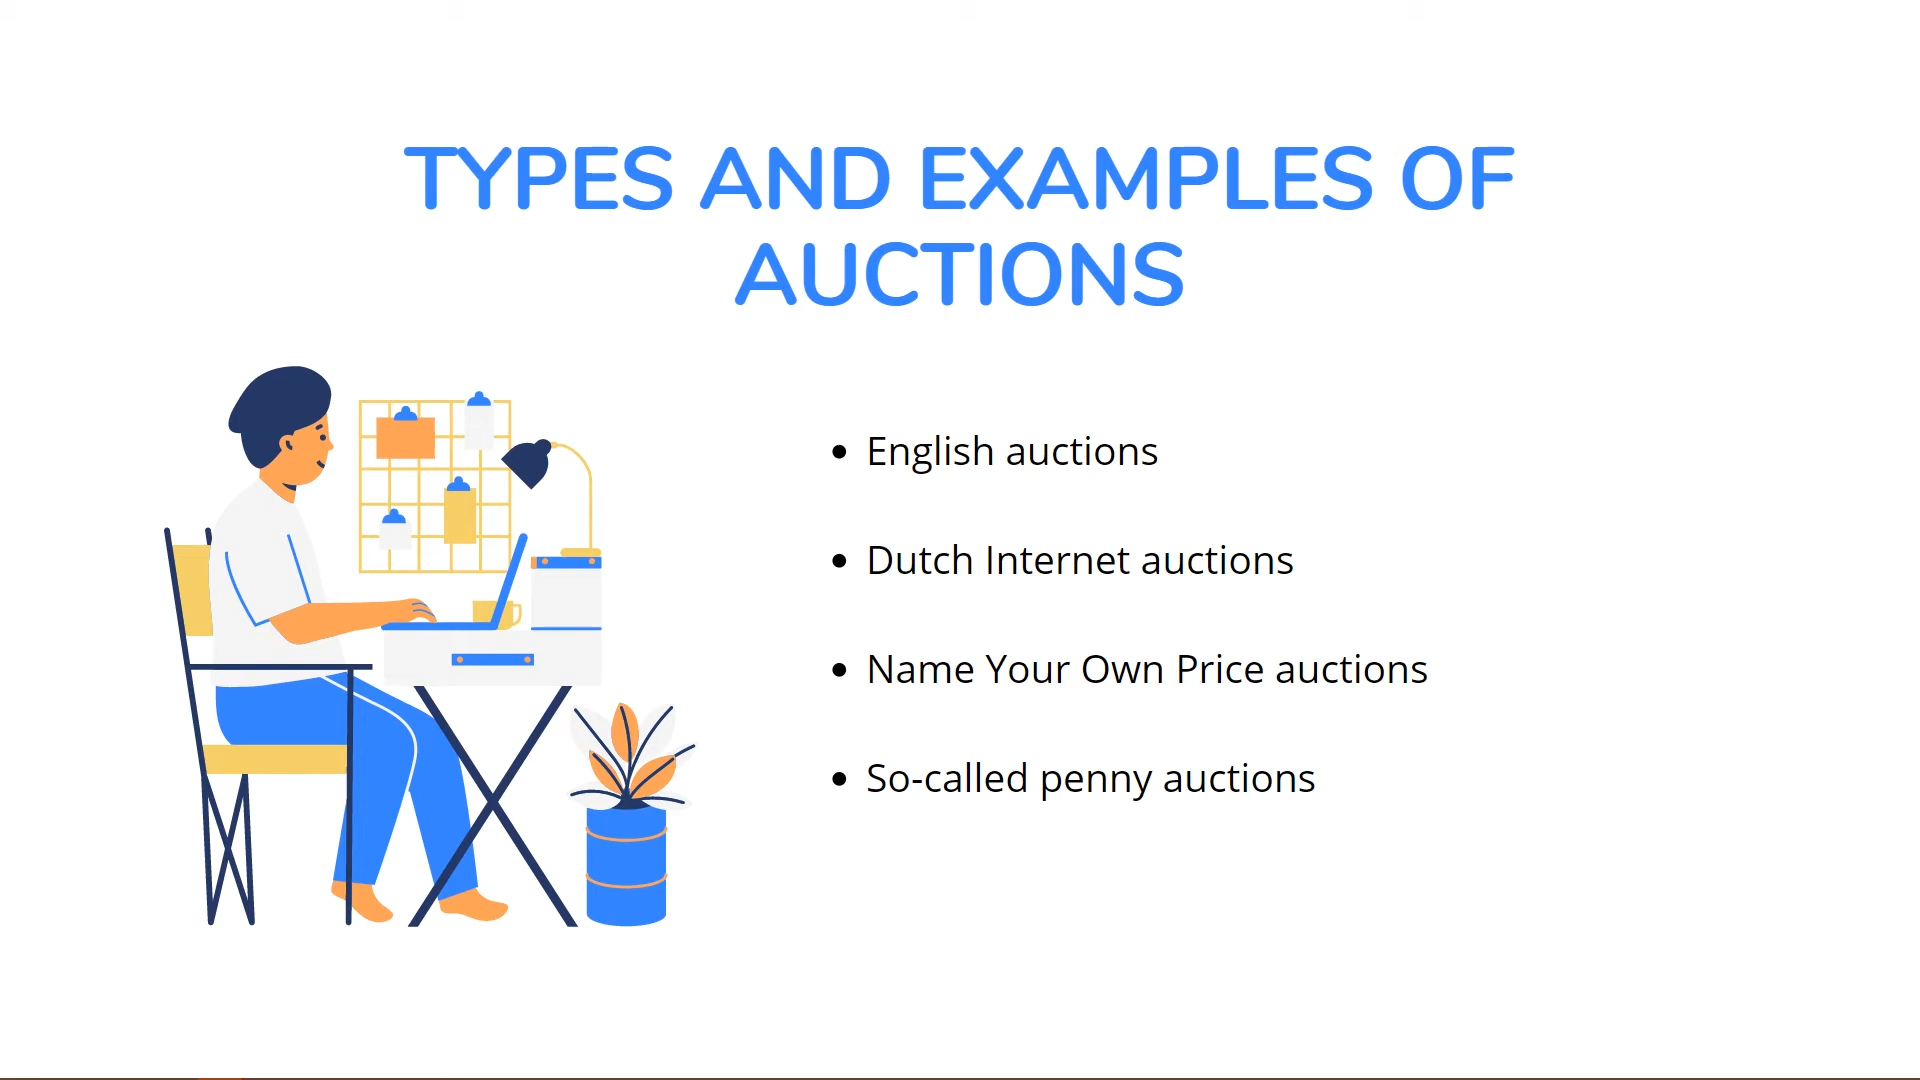 TYPES AND EXAMPLES OF
AUCTIONS
• English auctions
• Dutch Internet auctions
• Name Your Own Price auctions
• So-called penny auctions